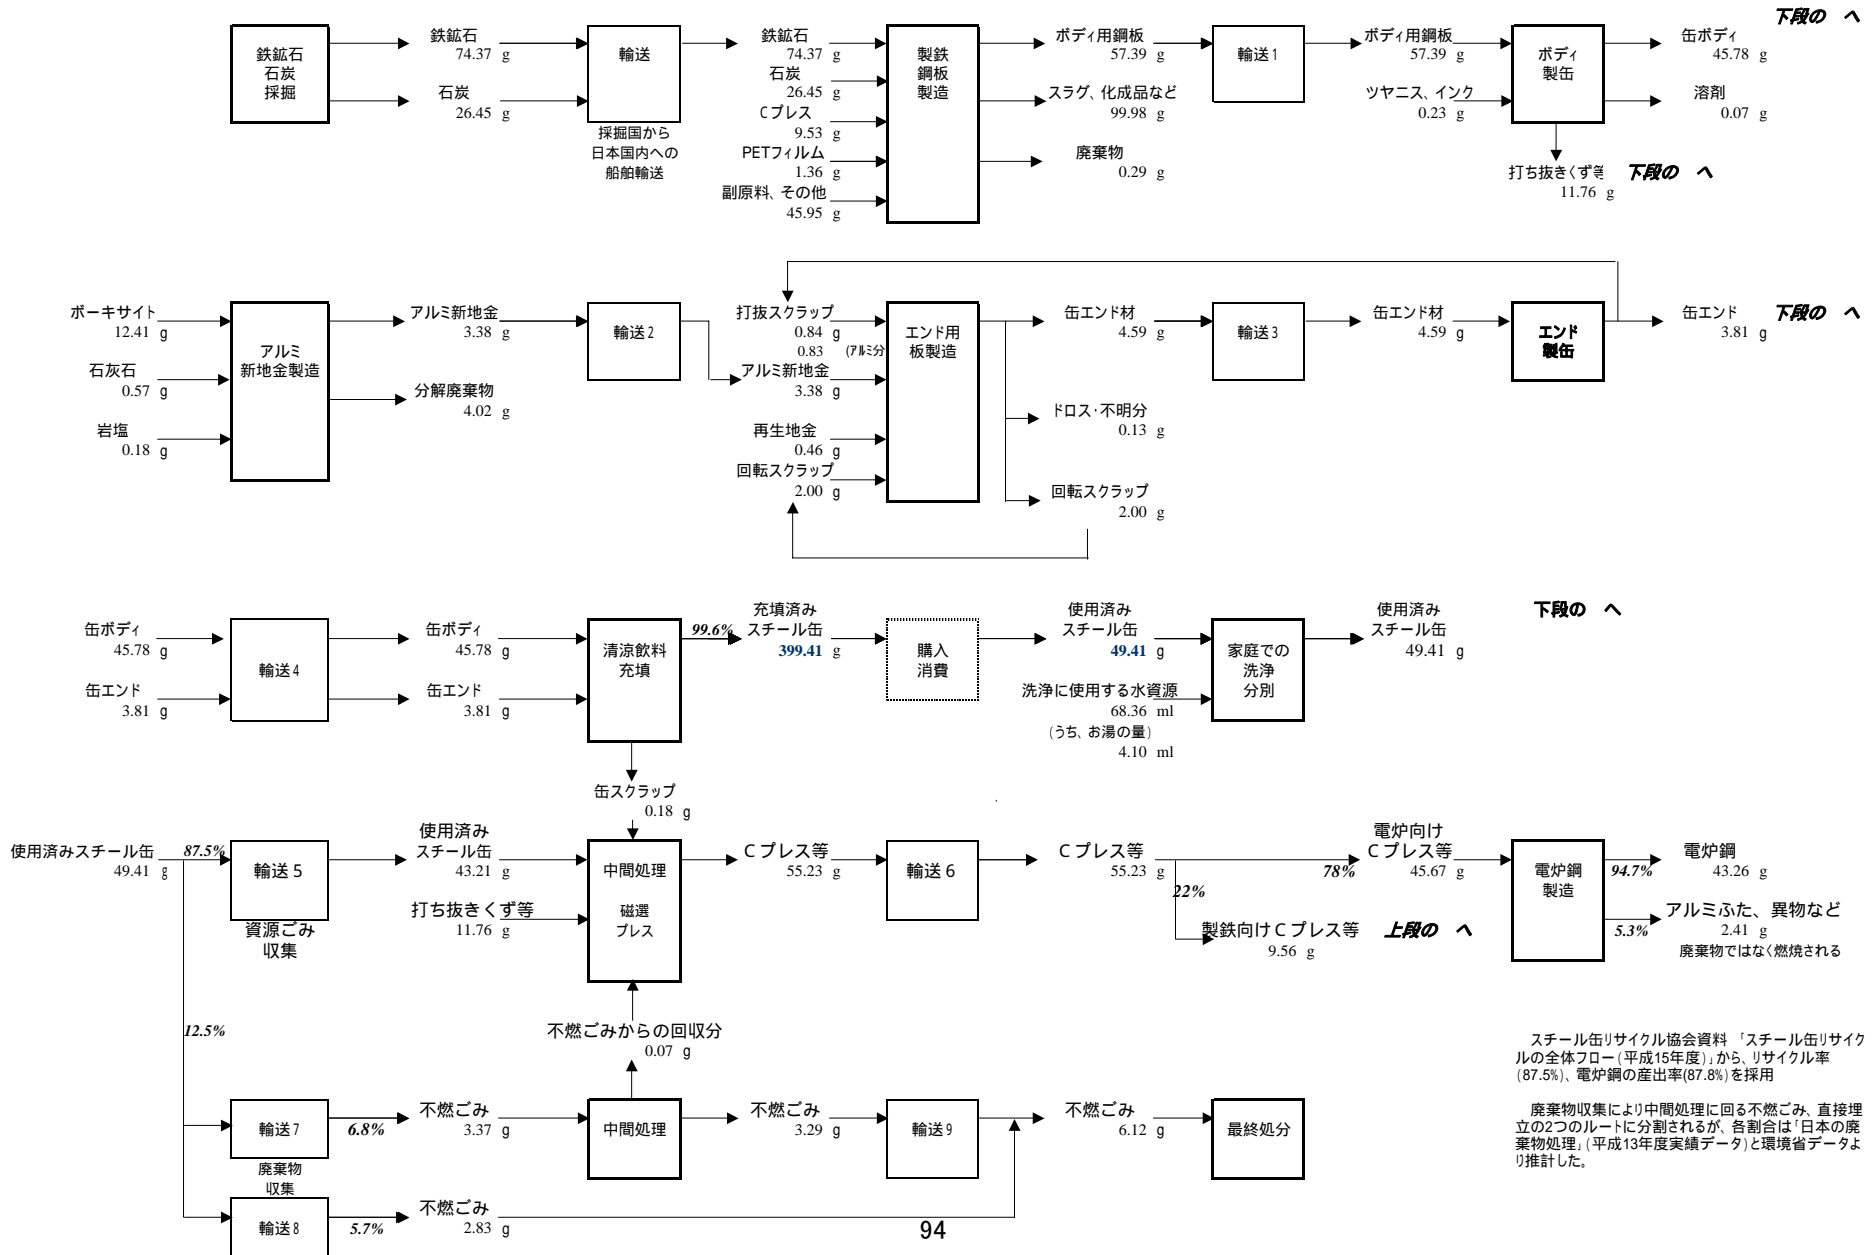 下段の　へ
鉄鉱石
石炭
採掘
鉄鉱石
74.37 g
石炭
26.45 g
輸送
採掘国から
日本国内への
船舶輸送
鉄鉱石
74.37 g
石炭
26.45 g
Cプレス
9.53 g
PETフィルム
1.36 g
副原料、その他
45.95 g
製鉄
鋼板
製造
ボディ用鋼板
57.39 g
スラグ、化成品など
99.98 g
廃棄物
0.29 g
輸送1
ボディ用鋼板
57.39 g
ツヤニス、インク
0.23 g
ボディ
製缶
缶ボディ
45.78 g
溶剤
0.07 g
打ち抜きくず等　下段の　へ
11.76 g
ボーキサイト
12.41 g
石灰石
0.57 g
岩塩
0.18 g
アルミ
新地金製造
アルミ新地金
3.38 g
分解廃棄物
4.02 g
輸送2
打抜スクラップ
0.84 g
0.83 (アルミ分
アルミ新地金
3.38 g
再生地金
0.46 g
回転スクラップ
2.00 g
エンド用
板製造
缶エンド材
4.59 g
ドロス・不明分
0.13 g
回転スクラップ
2.00 g
輸送3
缶エンド材
4.59 g
エンド
製缶
缶エンド　下段の　へ
3.81 g
缶ボディ
45.78 g
缶エンド
3.81 g
輸送4
缶ボディ
45.78 g
缶エンド
3.81 g
清涼飲料
充填
99.6%
充填済み
スチール缶
399.41 g
購入
消費
使用済み
スチール缶
49.41 g
洗浄に使用する水資源
68.36 ml
(うち、お湯の量)
4.10 ml
家庭での
洗浄
分別
使用済み
スチール缶
49.41 g
下段の　へ
缶スクラップ
0.18 g
使用済みスチール缶
49.41 g
87.5%
輸送５
資源ごみ
収集
使用済み
スチール缶
43.21 g
打ち抜きくず等
11.76 g
中間処理
磁選
プレス
Ｃプレス等
55.23 g
輸送６
Ｃプレス等
55.23 g
22%
78%
製鉄向けＣプレス等　上段の　へ
9.56 g
電炉向け
Ｃプレス等
45.67 g
電炉鋼
製造
94.7%
電炉鋼
43.26 g
5.3%
アルミふた、異物など
2.41 g
廃棄物ではなく燃焼される
12.5%
不燃ごみからの回収分
0.07 g
輸送7
廃棄物
収集
6.8%
不燃ごみ
3.37 g
中間処理
不燃ごみ
3.29 g
輸送9
不燃ごみ
6.12 g
最終処分
輸送8
5.7%
不燃ごみ
2.83 g
スチール缶リサイクル協会資料　「スチール缶リサイク
ルの全体フロー(平成15年度)」から、リサイクル率
(87.5%)、電炉鋼の産出率(87.8%)を採用
廃棄物収集により中間処理に回る不燃ごみ、直接埋
立の2つのルートに分割されるが、各割合は「日本の廃
棄物処理」(平成13年度実績データ)と環境省データよ
り推計した。
94